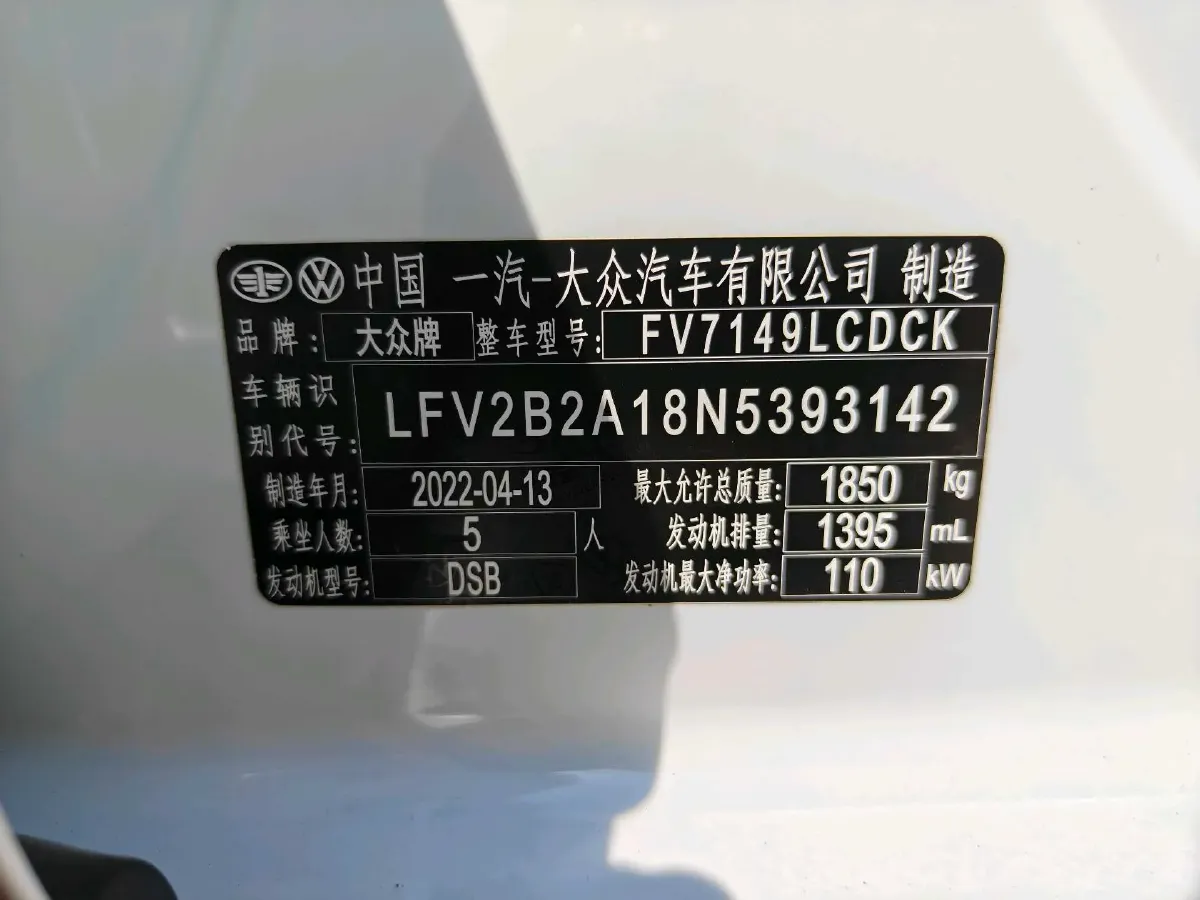 中国 一汽-大众汽车有限公司 制造
品牌: 大众牌 整车型号: FV7149LCDCK
车辆识别代号: LFV2B2A18N5393142
制造年月: 2022-04-13 最大允许总质量: 1850 kg
乘坐人数: 5 人 发动机排量: 1395 mL
发动机型号: DSB 发动机最大净功率: 110 kW